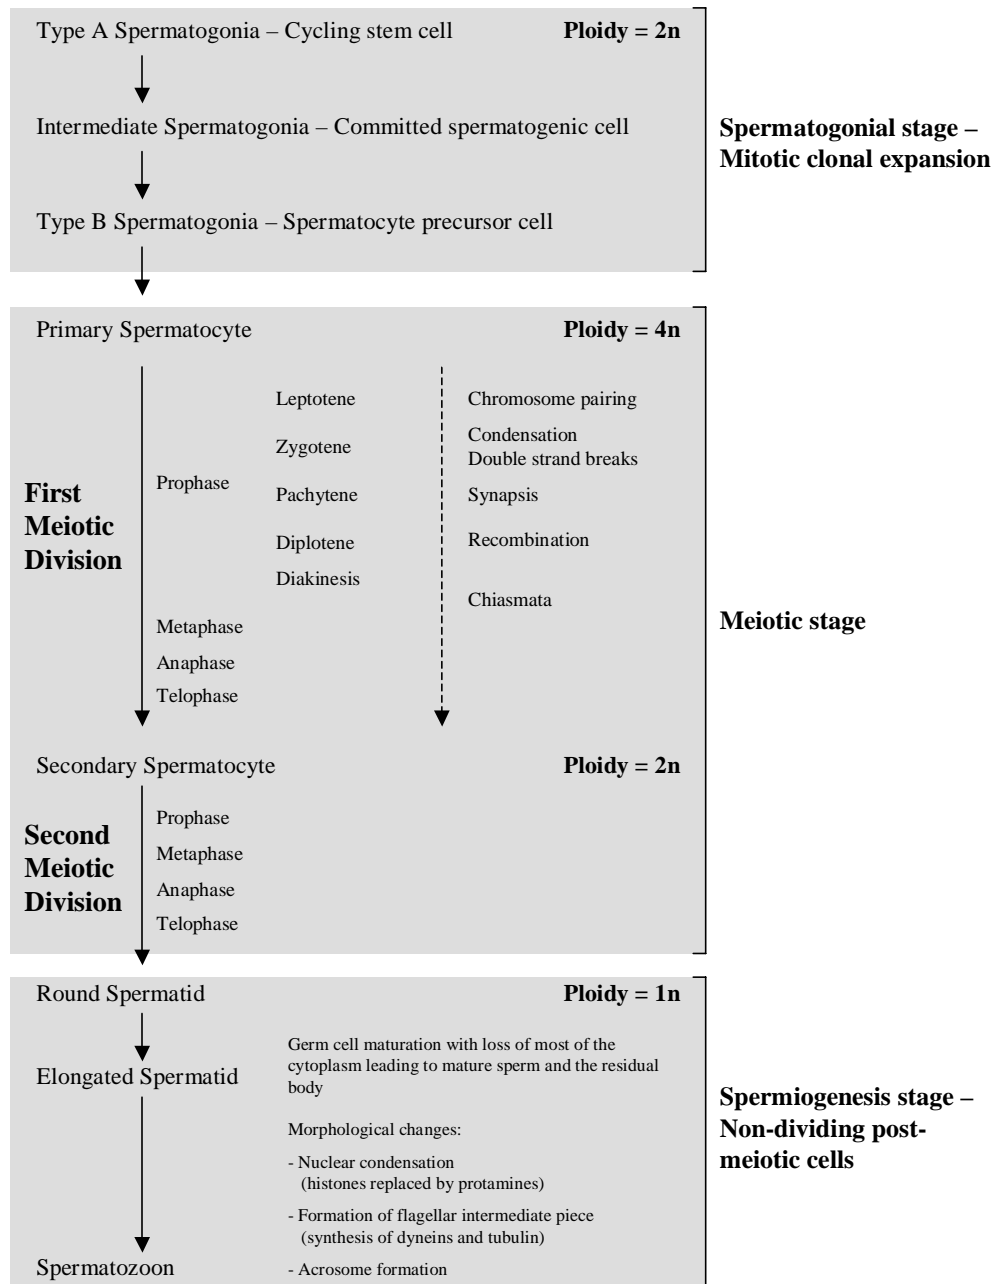 Type A Spermatogonia – Cycling stem cell
Ploidy = 2n
Intermediate Spermatogonia – Committed spermatogenic cell
Type B Spermatogonia – Spermatocyte precursor cell
Spermatogonial stage –
Mitotic clonal expansion
Primary Spermatocyte
Ploidy = 4n
First
Meiotic
Division
Prophase
Leptotene
Zygotene
Pachytene
Diplotene
Diakinesis
Chromosome pairing
Condensation
Double strand breaks
Synapsis
Recombination
Chiasmata
Metaphase
Anaphase
Telophase
Meiotic stage
Secondary Spermatocyte
Ploidy = 2n
Second
Meiotic
Division
Prophase
Metaphase
Anaphase
Telophase
Round Spermatid
Ploidy = 1n
Elongated Spermatid
Germ cell maturation with loss of most of the
cytoplasm leading to mature sperm and the residual
body
Morphological changes:
- Nuclear condensation
(histones replaced by protamines)
- Formation of flagellar intermediate piece
(synthesis of dyneins and tubulin)
Spermatozoon
- Acrosome formation
Spermiogenesis stage –
Non-dividing post-
meiotic cells